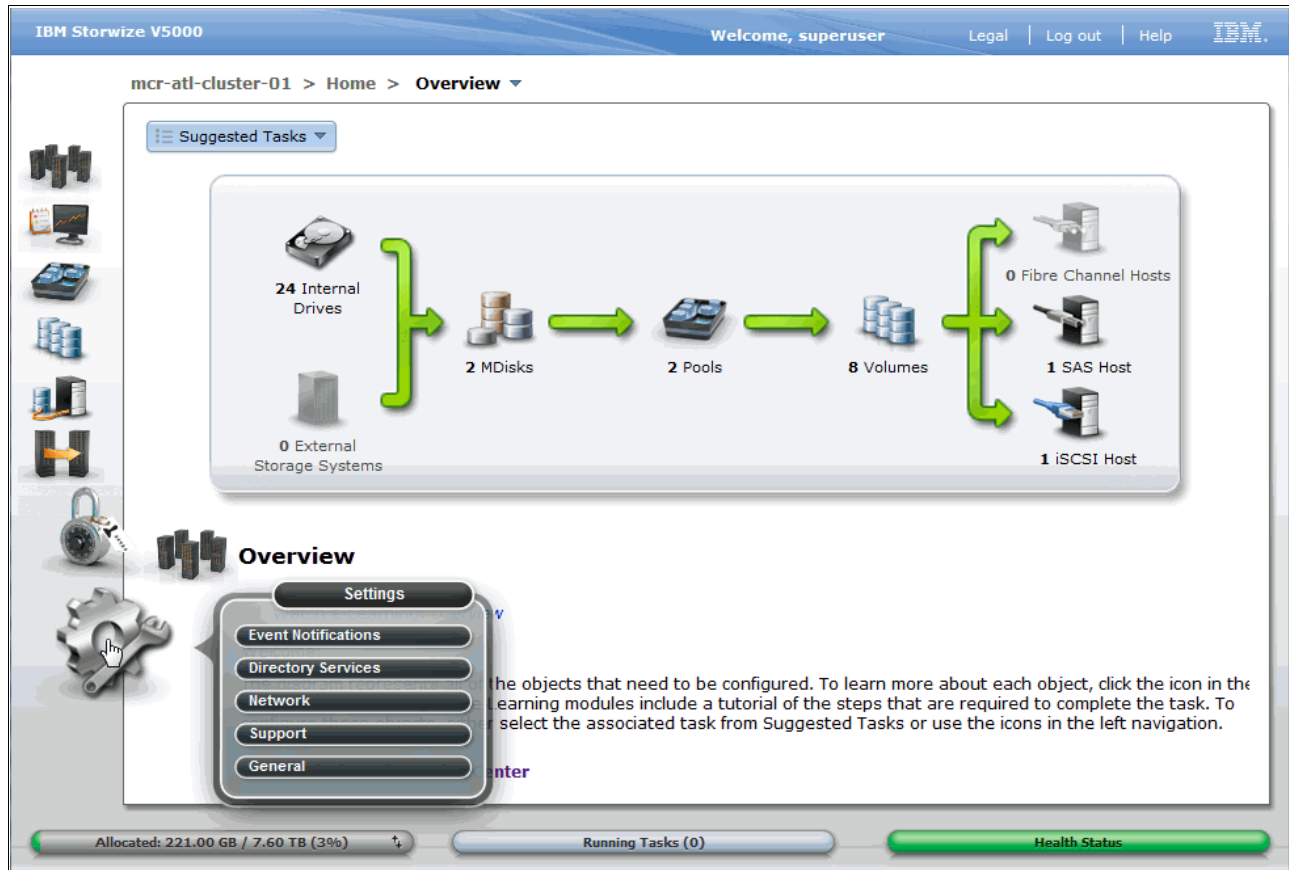 IBM Storwize V5000
Welcome, superuser
Legal | Log out | Help
IBM.
mcr-atl-cluster-01 > Home > Overview
Suggested Tasks
24 Internal
Drives
0 External
Storage Systems
2 MDisks
2 Pools
8 Volumes
0 Fibre Channel Hosts
1 SAS Host
1 iSCSI Host
Overview
Settings
Event Notifications
Directory Services
Network
Support
General
the objects that need to be configured. To learn more about each object, click the icon in the
Learning modules include a tutorial of the steps that are required to complete the task. To
select the associated task from Suggested Tasks or use the icons in the left navigation.
Allocated: 221.00 GB / 7.60 TB (3%)
Running Tasks (0)
Health Status